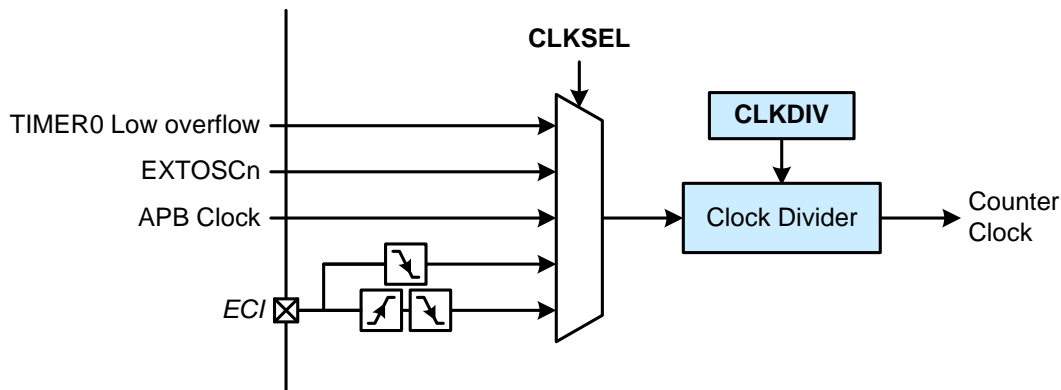 CLKSEL
TIMER0 Low overflow
CLKDIV
EXTOSCn
APB Clock
Clock Divider
Counter
Clock
ECI